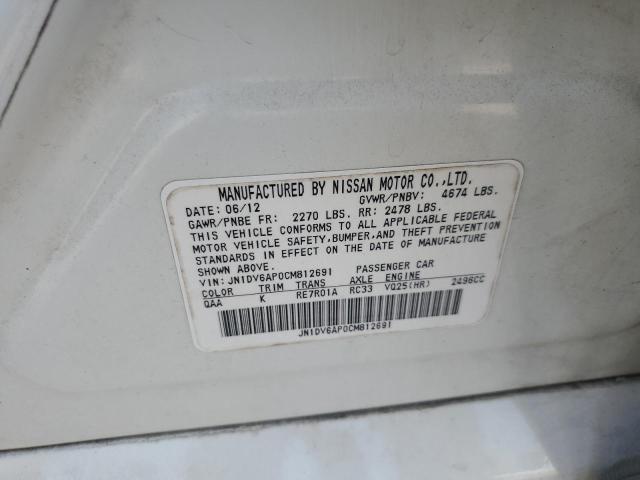 MANUFACTURED BY NISSAN MOTOR CO.,LTD.
DATE: 06/12 GVWR/PNBV: 4674 LBS.
GAWR/PNBE FR: 2270 LBS. RR: 2478 LBS.
THIS VEHICLE CONFORMS TO ALL APPLICABLE FEDERAL
MOTOR VEHICLE SAFETY,BUMPER,AND THEFT PREVENTION
STANDARDS IN EFFECT ON THE DATE OF MANUFACTURE
SHOWN ABOVE.
VIN: JN1DV6AP0CM812691 PASSENGER CAR
COLOR TRIM TRANS AXLE ENGINE
QAA K RE7R01A RC33 VQ25(HR) 2496CC
JN1DV6AP0CM812691